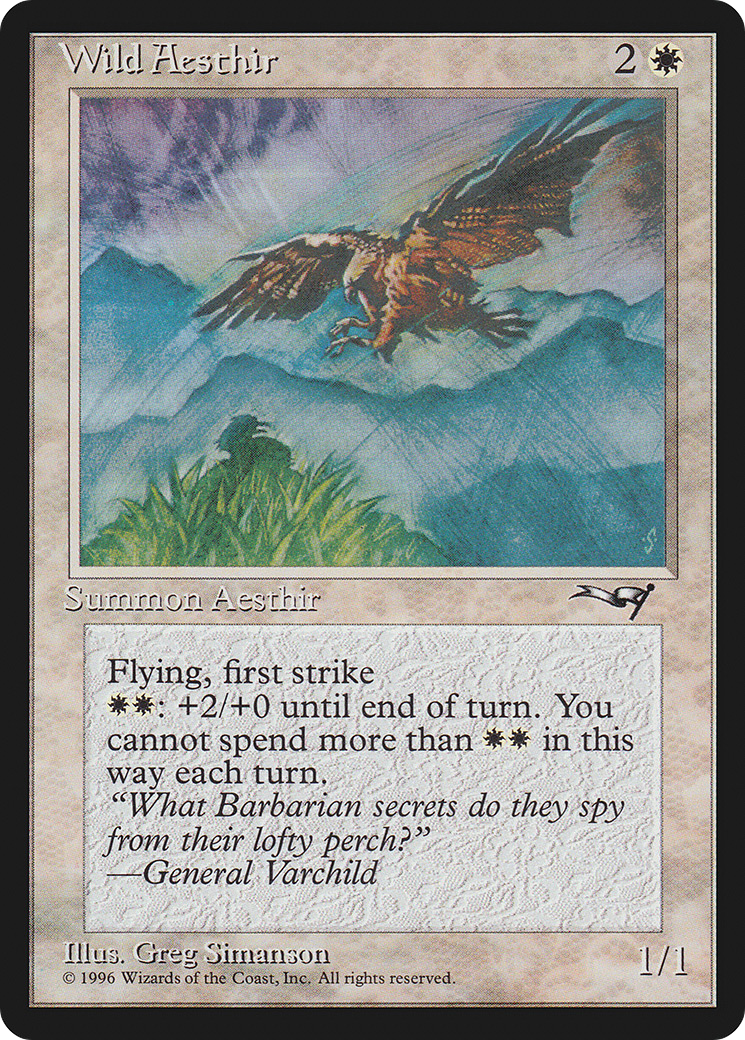 Wild Aesthir 2
Summon Aesthir
Flying, first strike
: +2/+0 until end of turn. You
cannot spend more than in this
way each turn.
“What Barbarian secrets do they spy
from their lofty perch?”
—General Varchild
Illus. Greg Simanson
1/1
© 1996 Wizards of the Coast, Inc. All rights reserved.